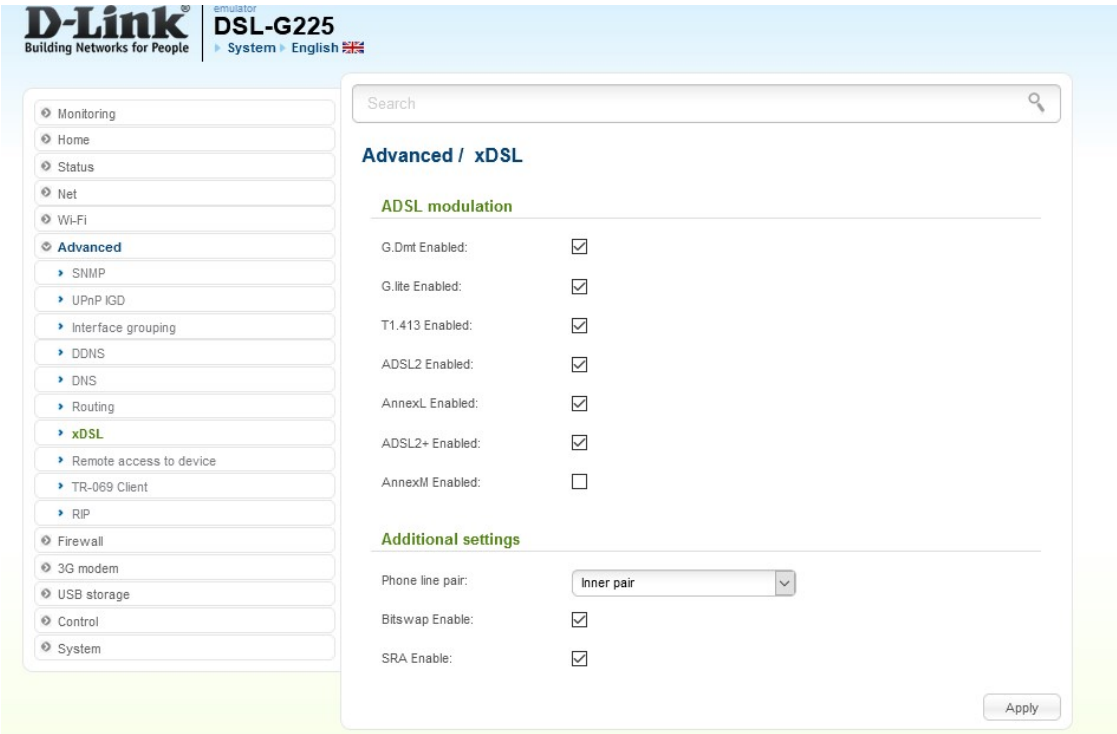 D-Link®
Building Networks for People
emulator
DSL-G225
System English
Monitoring
Home
Status
Net
Wi-Fi
Advanced
SNMP
UPnP IGD
Interface grouping
DDNS
DNS
Routing
xDSL
Remote access to device
TR-069 Client
RIP
Firewall
3G modem
USB storage
Control
System
Search
Advanced / xDSL
ADSL modulation
G.Dmt Enabled:
G.lite Enabled:
T1.413 Enabled:
ADSL2 Enabled:
AnnexL Enabled:
ADSL2+ Enabled:
AnnexM Enabled:
Additional settings
Phone line pair: Inner pair
Bitswap Enable:
SRA Enable:
Apply